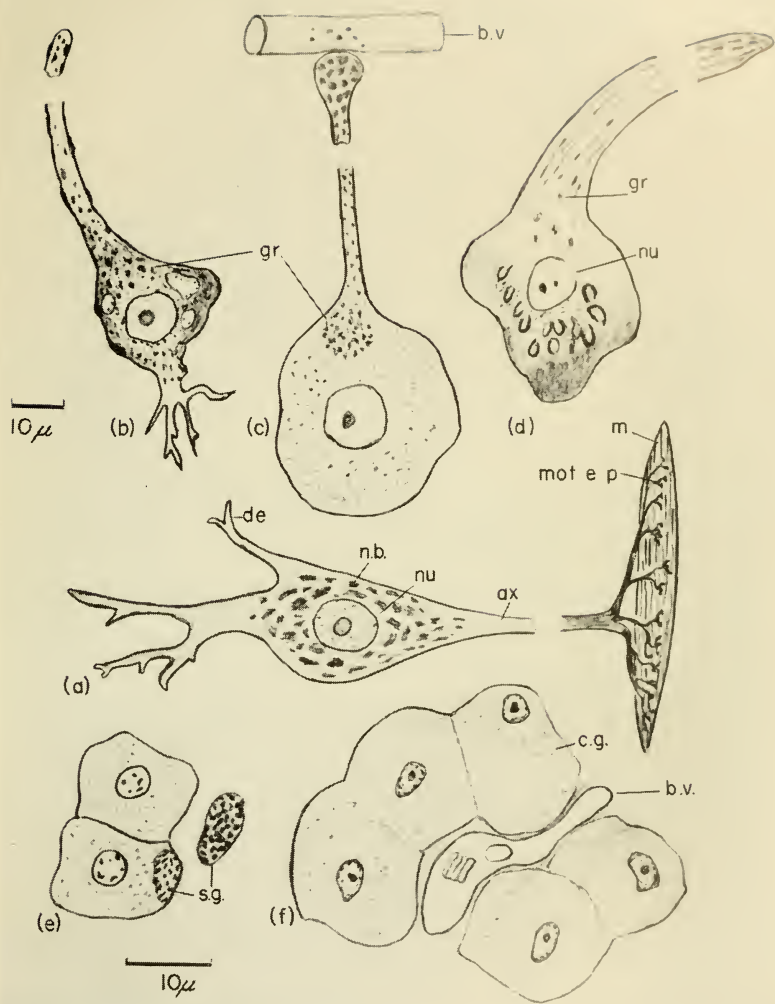 b.v
gr
nu
gr.
10μ
(b)
(c)
(d)
m
mot e p
de
n.b.
nu
ax
(a)
c.g.
b.v.
s.g.
(e)
(f)
10μ